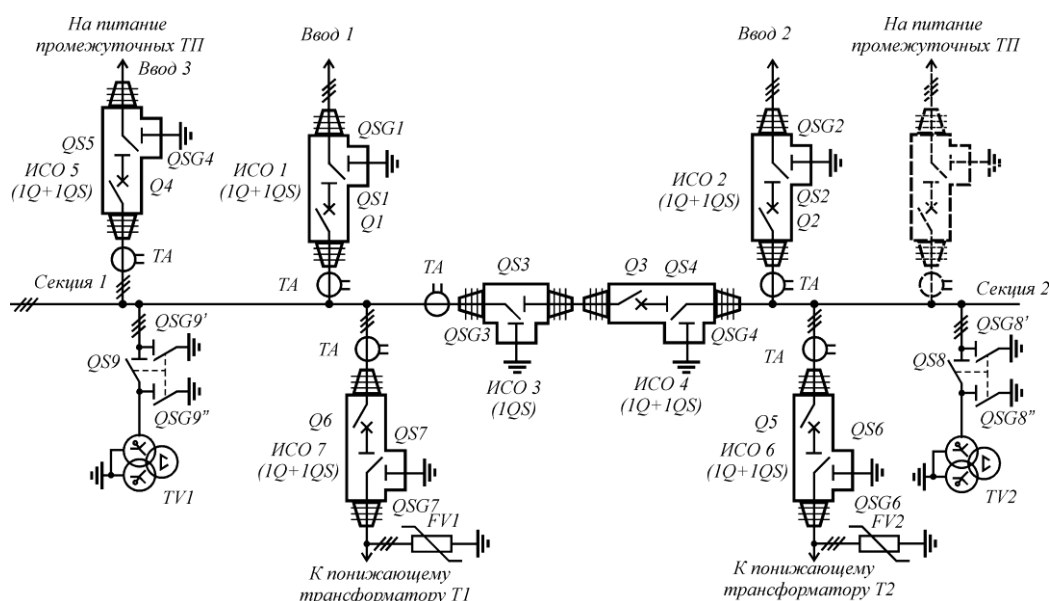 На питание
промежуточных ТП
Ввод 3
QS5
QSG4
ИСО 5
(1Q+1QS)
Q4
TA
Секция 1
Ввод 1
QSG1
ИСО 1
(1Q+1QS)
QS1
Q1
TA
Ввод 2
QSG2
ИСО 2
(1Q+1QS)
QS2
Q2
TA
На питание
промежуточных ТП
TA
QS3
QSG3
ИСО 3
(1QS)
Q3
QS4
QSG4
ИСО 4
(1Q+1QS)
Секция 2
QSG9'
QS9
QSG9"
TV1
TA
Q6
QS7
ИСО 7
(1Q+1QS)
QSG7
FV1
К понижающему
трансформатору Т1
TA
Q5
QS6
ИСО 6
(1Q+1QS)
QSG6
FV2
К понижающему
трансформатору Т2
QSG8'
QS8
QSG8"
TV2